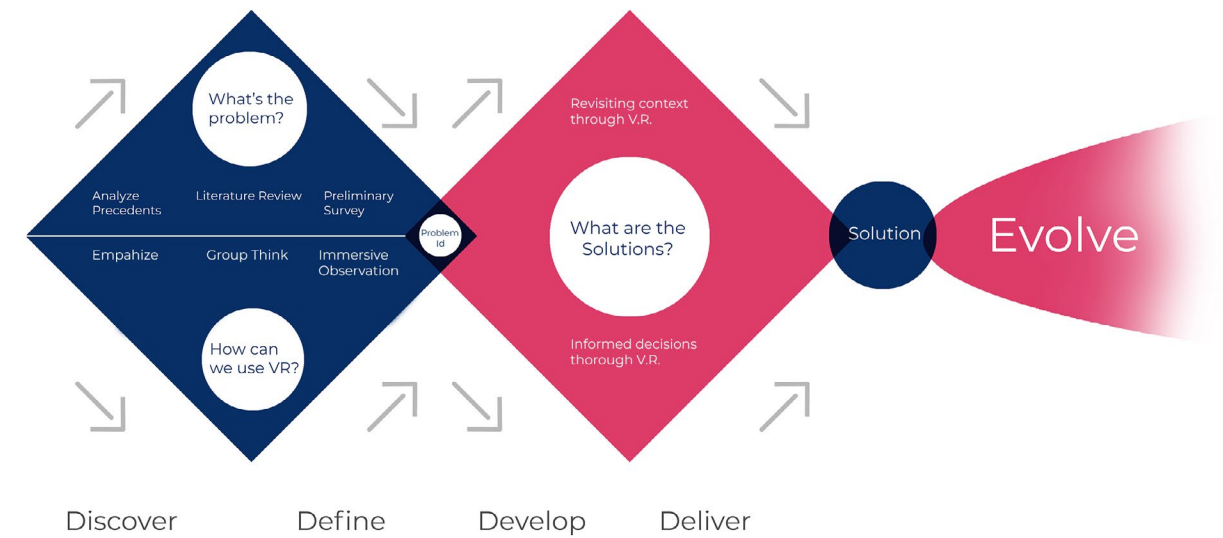 What's the
problem?
Analyze
Precedents
Literature Review
Preliminary
Survey
Empahize
Group Think
Immersive
Observation
How can
we use VR?
Problem
Id
Revisiting context
through V.R.
What are the
Solutions?
Informed decisions
thorough V.R.
Solution
Evolve
Discover
Define
Develop
Deliver